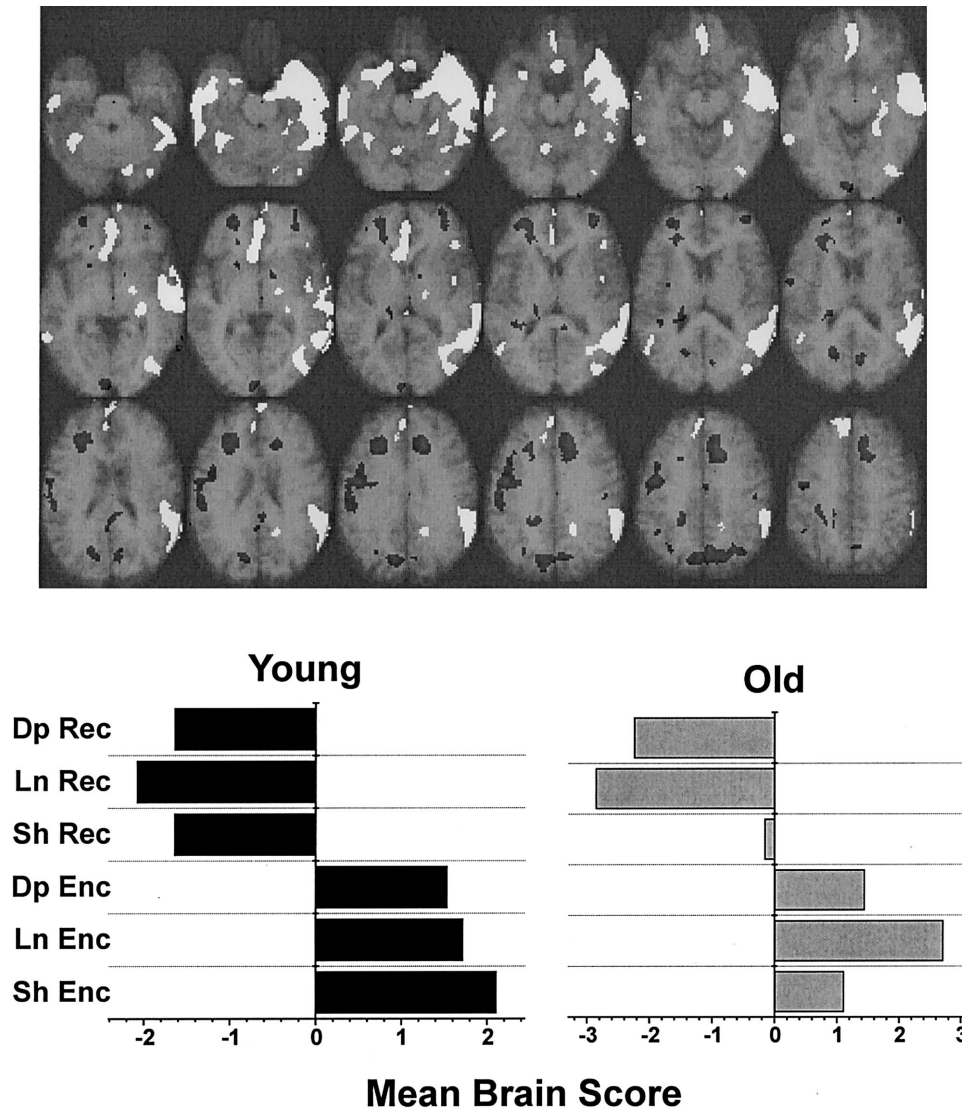 Young
Old
Dp Rec
Ln Rec
Sh Rec
Dp Enc
Ln Enc
Sh Enc
-2 -1 0 1 2
-3 -2 -1 0 1 2 3
Mean Brain Score